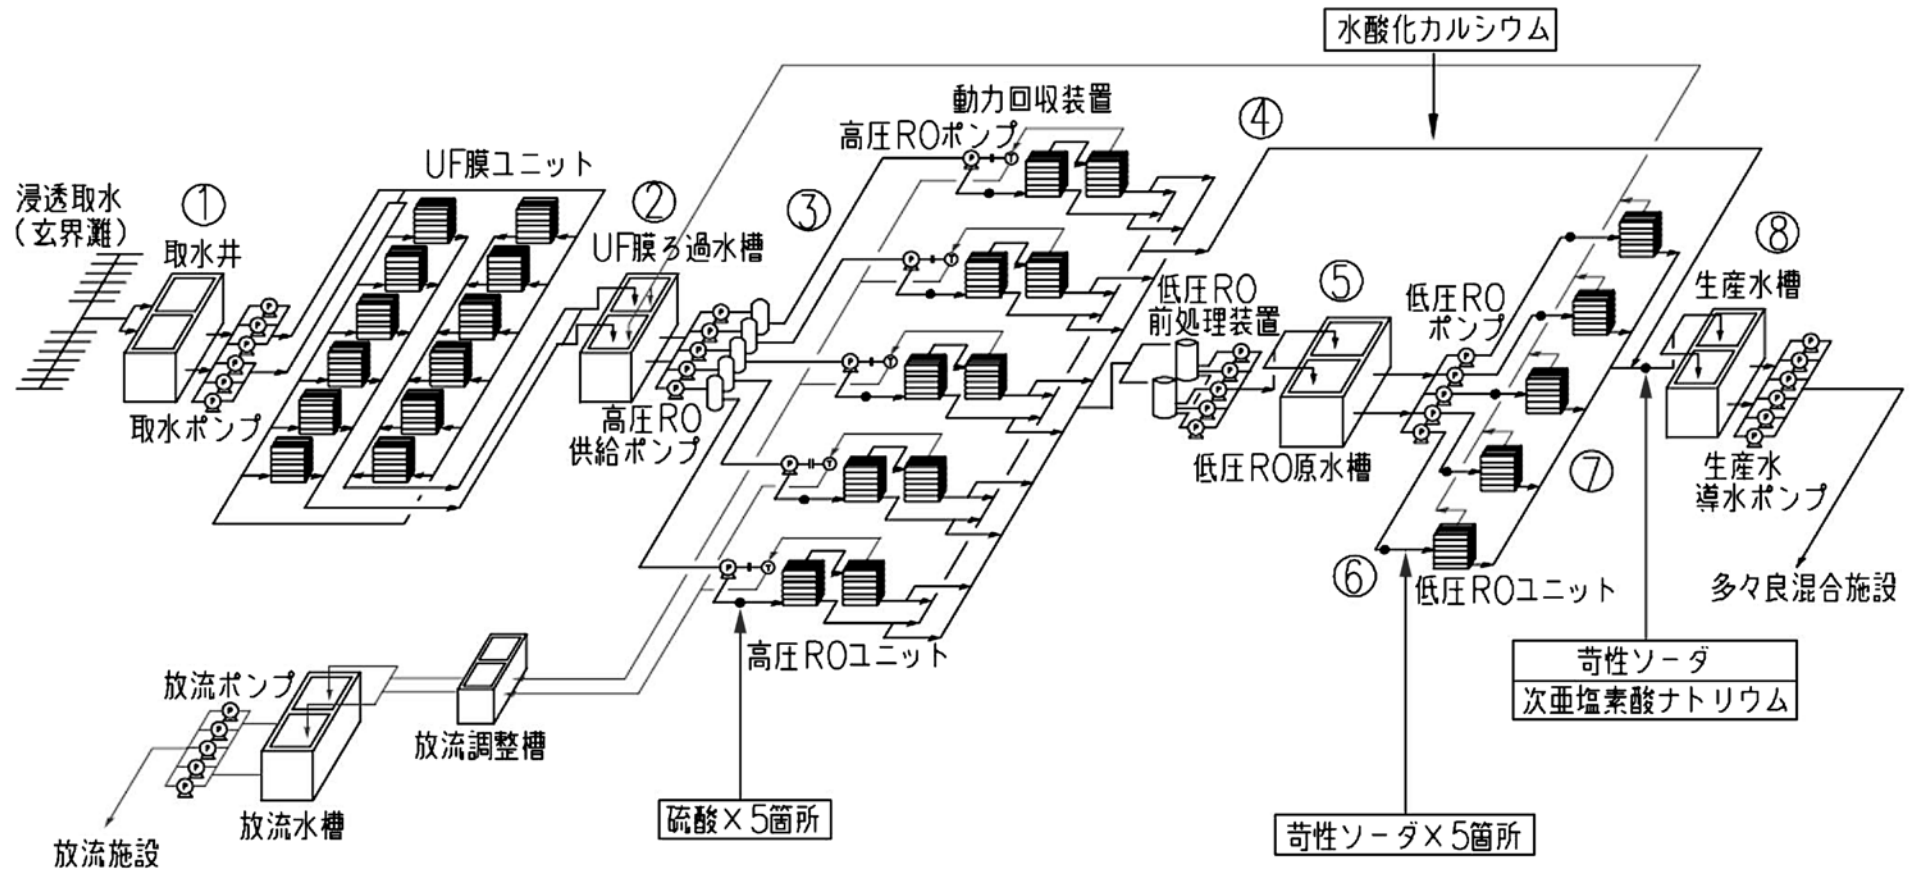 水酸化カルシウム
④
動力回収装置
高圧ROポンプ
UF膜ユニット
浸透取水
(玄界灘)
①
取水井
②
UF膜ろ過水槽
③
取水ポンプ
高圧RO
供給ポンプ
低圧RO
前処理装置
⑤
低圧RO原水槽
低圧RO
ポンプ
⑧
生産水槽
⑦
生産水
導水ポンプ
⑥
低圧ROユニット
多々良混合施設
高圧ROユニット
苛性ソーダ
次亜塩素酸ナトリウム
放流ポンプ
放流調整槽
放流水槽
放流施設
硫酸×5箇所
苛性ソーダ×5箇所